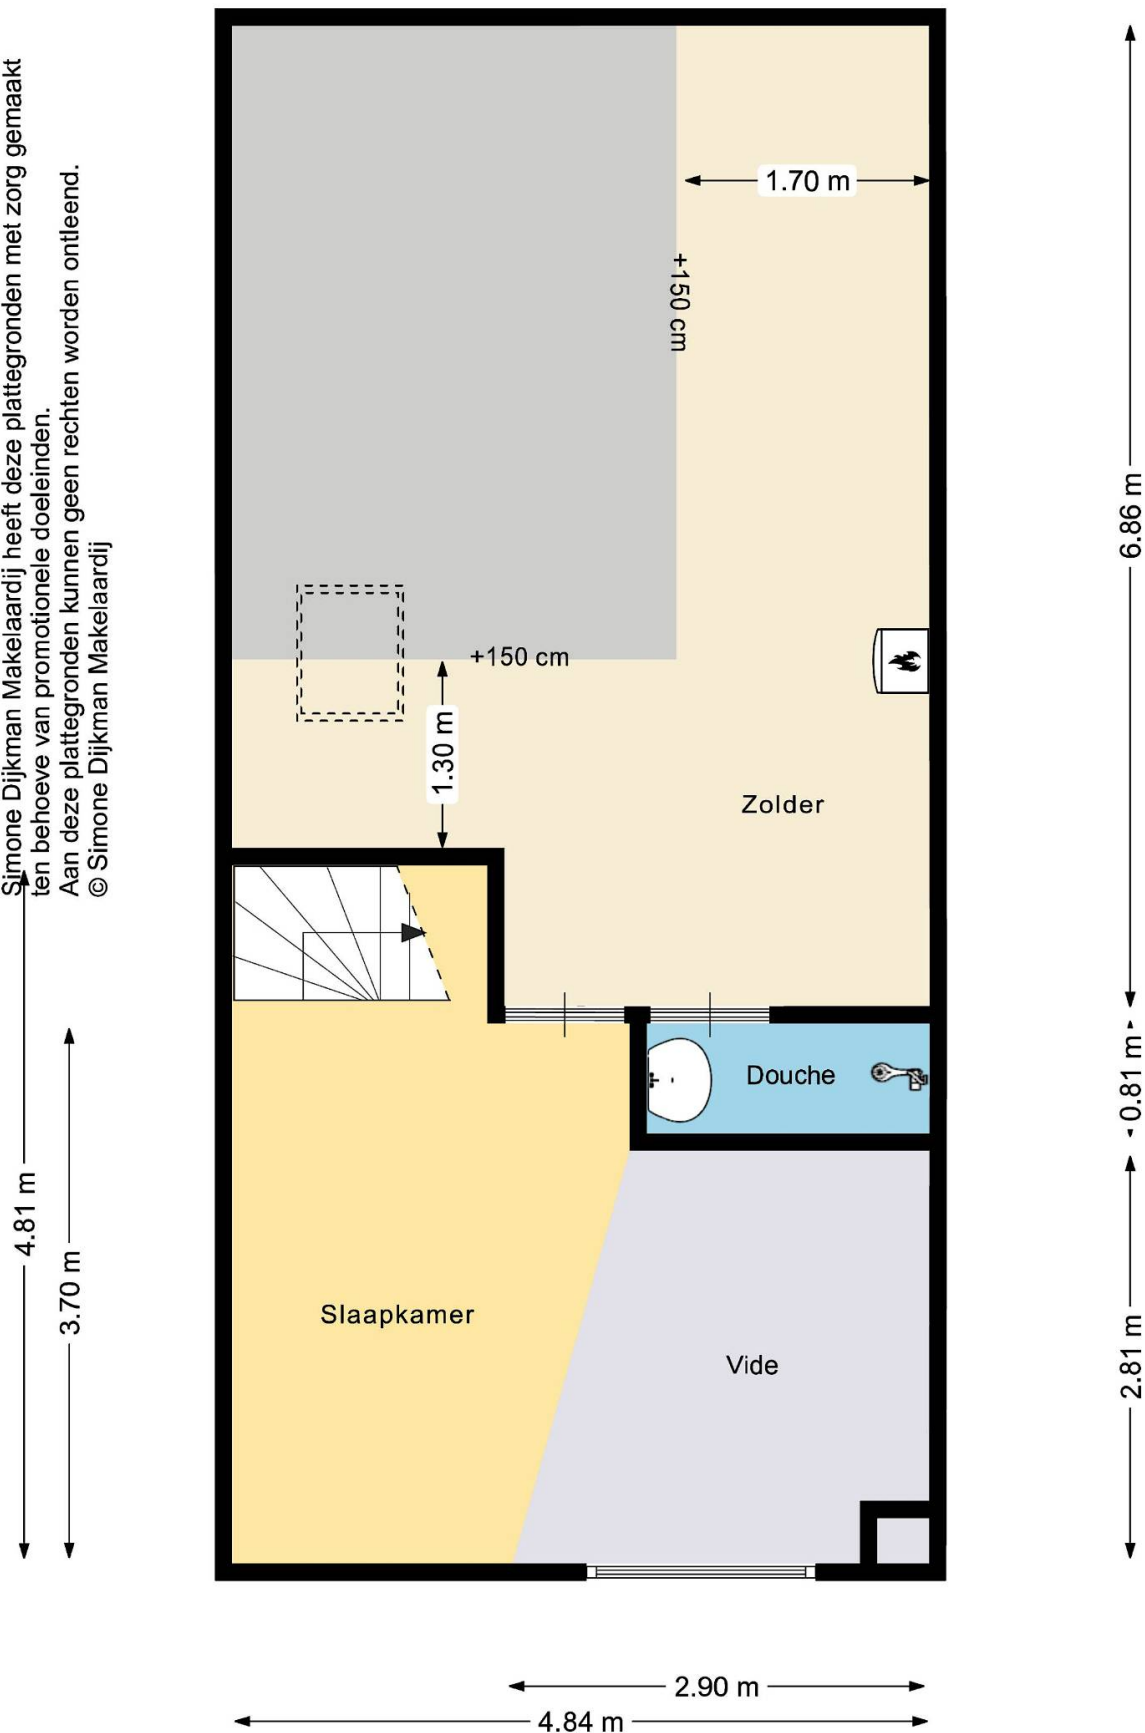 Simone Dijkman Makelaardij heeft deze plattegronden met zorg gemaakt
ten behoeve van promotionele doeleinden.
Aan deze plattegronden kunnen geen rechten worden ontleend.
© Simone Dijkman Makelaardij
1.70 m
+150 cm
6.86 m
+150 cm
1.30 m
Zolder
Douche
0.81 m
4.81 m
3.70 m
Slaapkamer
Vide
2.81 m
2.90 m
4.84 m